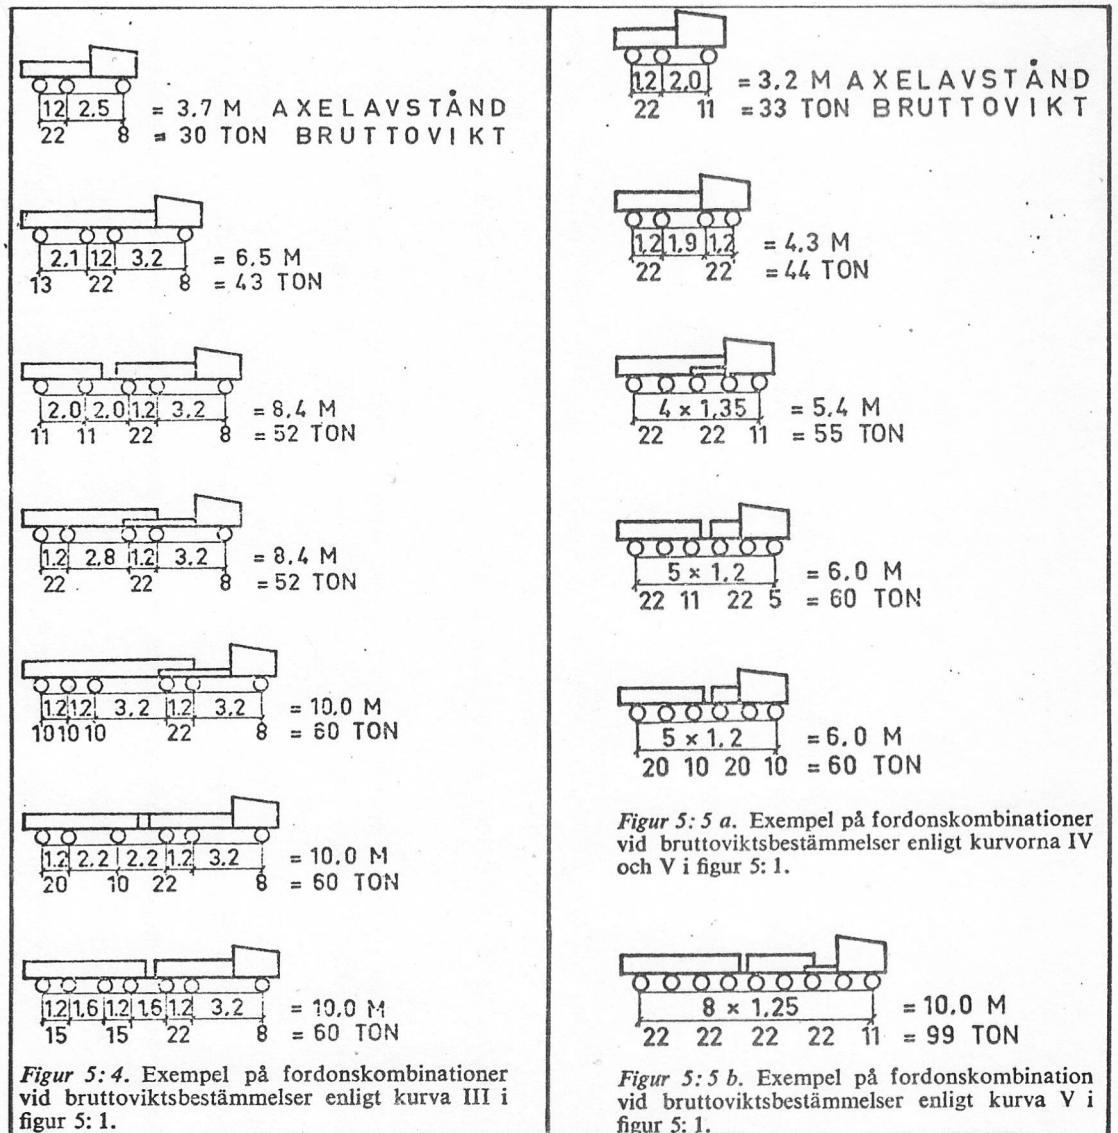 1.2 2.5 = 3.7 M AXELAVSTÅND
22 8 = 30 TON BRUTTOVIKT
2.1 1.2 3.2 = 6.5 M
13 22 8 = 43 TON
2.0 2.0 1.2 3.2 = 8.4 M
11 11 22 8 = 52 TON
1.2 2.8 1.2 3.2 = 8.4 M
22 22 8 = 52 TON
1.2 1.2 3.2 1.2 3.2 = 10.0 M
10 10 10 22 8 = 60 TON
1.2 2.2 2.2 1.2 3.2 = 10.0 M
20 10 22 8 = 60 TON
1.2 1.6 1.2 1.6 1.2 3.2 = 10.0 M
15 15 22 8 = 60 TON
Figur 5: 4. Exempel på fordonskombinationer
vid bruttoviktsbestämmelser enligt kurva III i
figur 5: 1.
1.2 2.0 = 3.2 M AXELAVSTÅND
22 11 = 33 TON BRUTTOVIKT
1.2 1.9 1.2 = 4.3 M
22 22 = 44 TON
4 × 1.35 = 5.4 M
22 22 11 = 55 TON
5 × 1.2 = 6.0 M
22 11 22 5 = 60 TON
5 × 1.2 = 6.0 M
20 10 20 10 = 60 TON
Figur 5: 5 a. Exempel på fordonskombinationer
vid bruttoviktsbestämmelser enligt kurvorna IV
och V i figur 5: 1.
8 × 1.25 = 10.0 M
22 22 22 22 11 = 99 TON
Figur 5: 5 b. Exempel på fordonskombination
vid bruttoviktsbestämmelser enligt kurva V i
figur 5: 1.